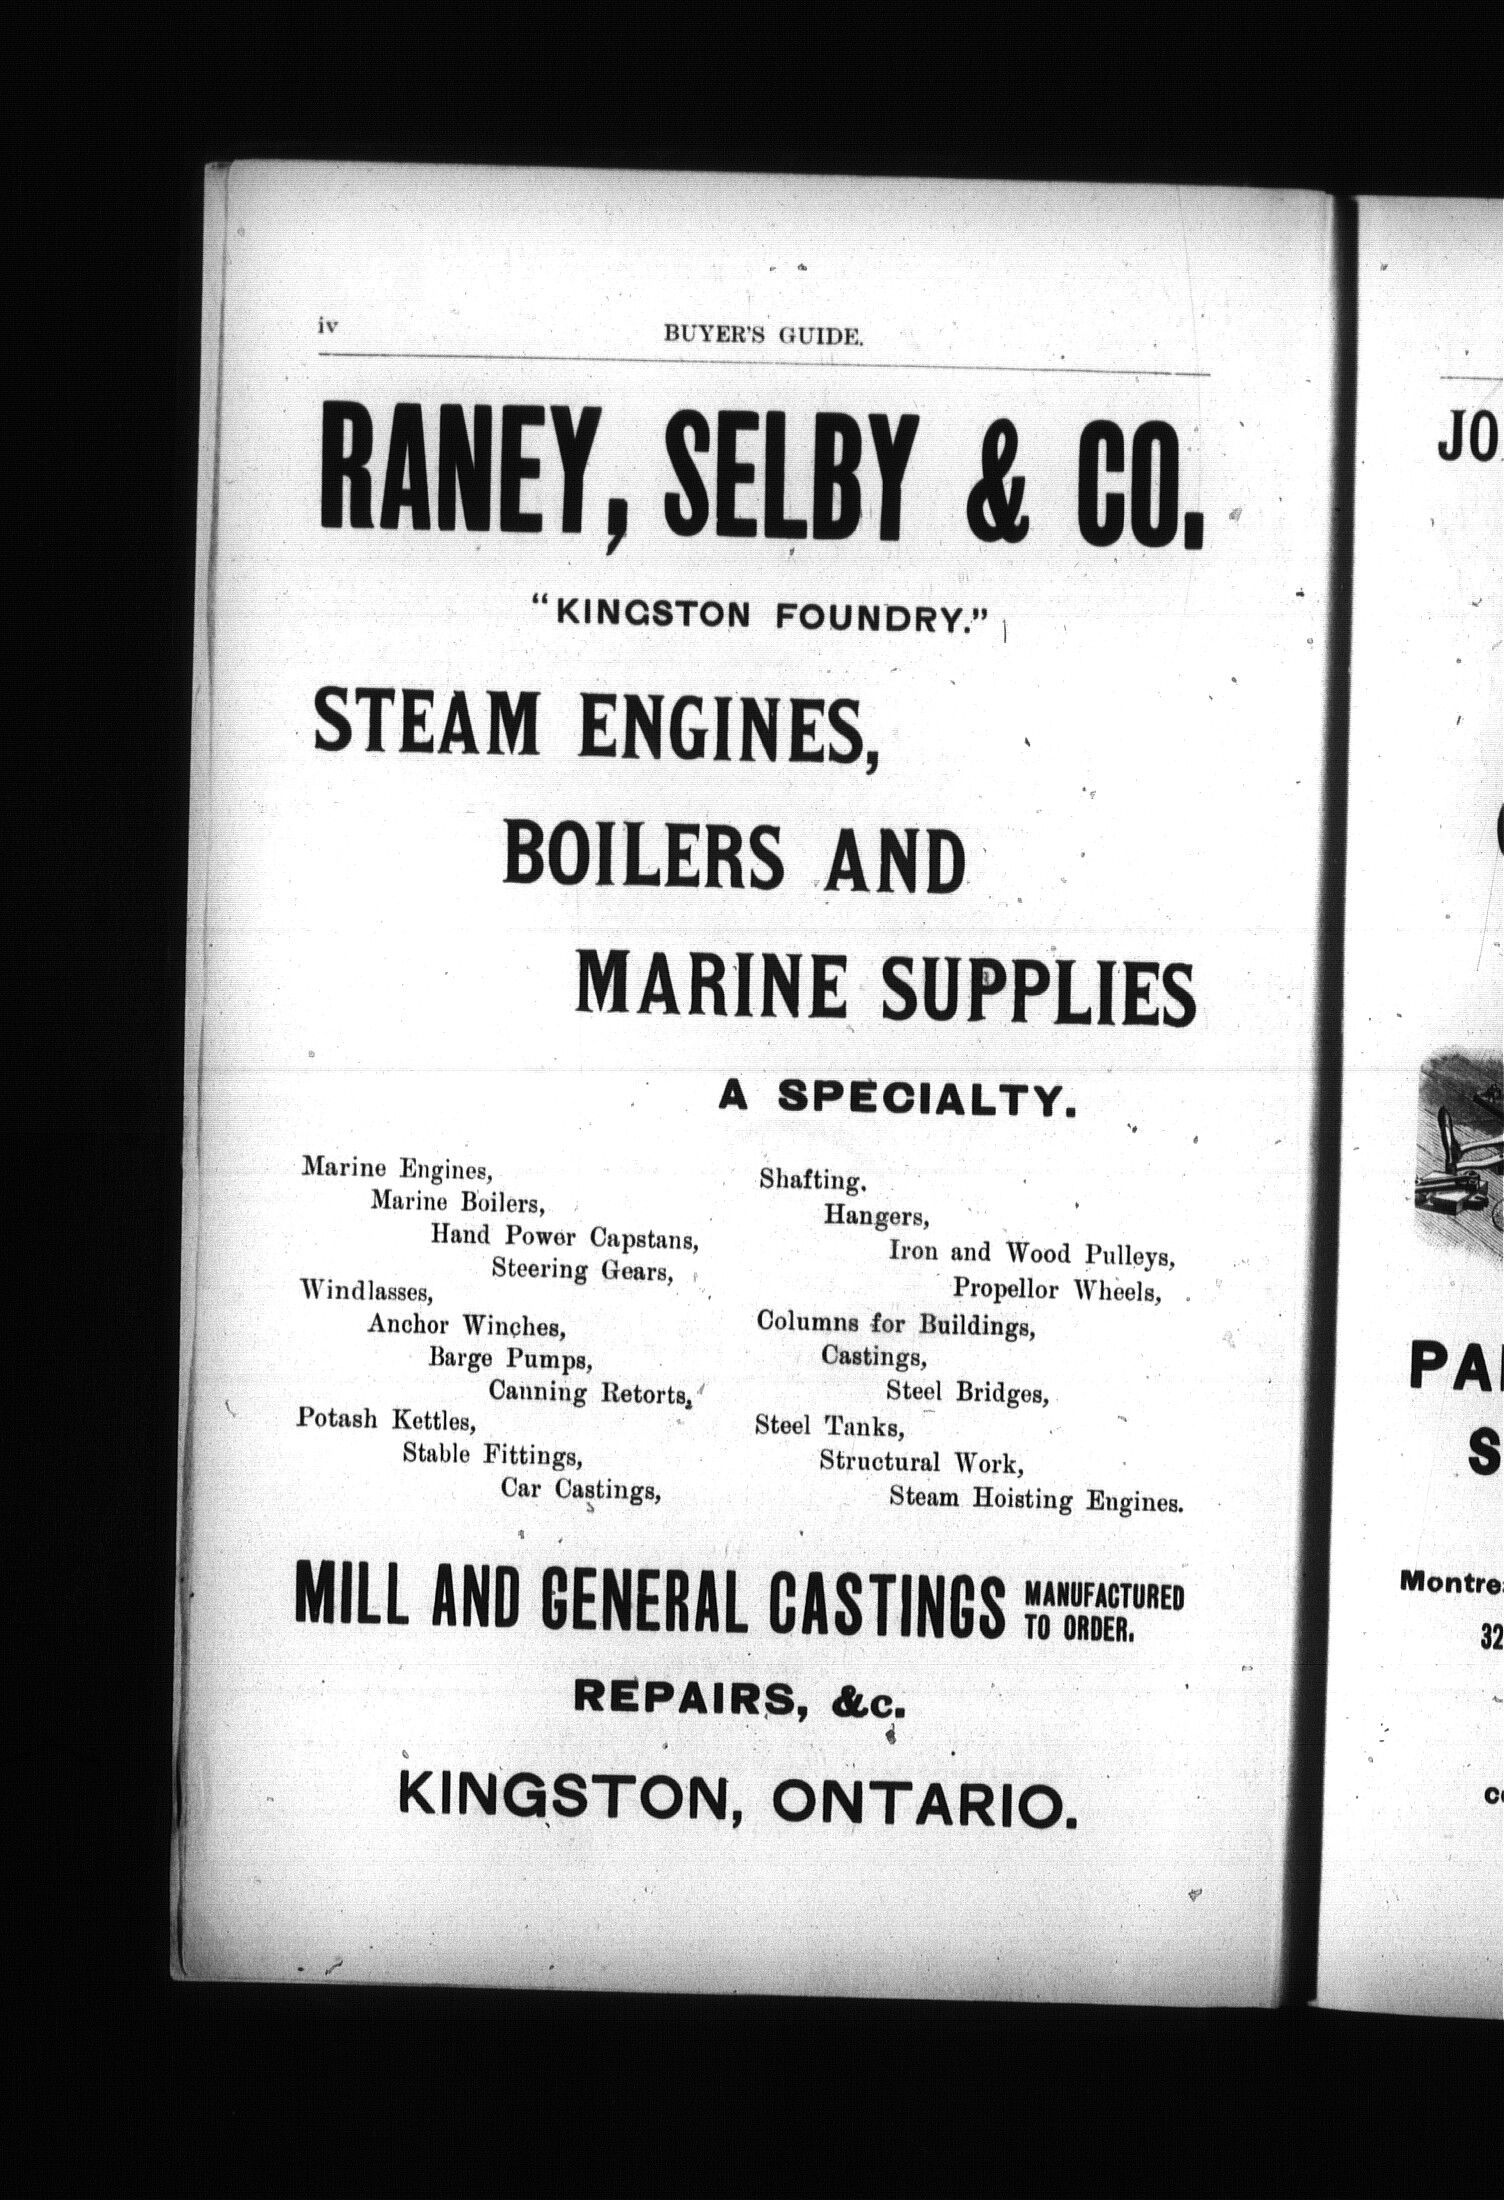 iv
BUYER'S GUIDE.
RANEY, SELBY & CO.
"KINGSTON FOUNDRY."
STEAM ENGINES,
BOILERS AND
MARINE SUPPLIES
A SPECIALTY.
Marine Engines,
Marine Boilers,
Hand Power Capstans,
Steering Gears,
Windlasses,
Anchor Winches,
Barge Pumps,
Canning Retorts,
Potash Kettles,
Stable Fittings,
Car Castings,
Shafting.
Hangers,
Iron and Wood Pulleys,
Propellor Wheels,
Columns for Buildings,
Castings,
Steel Bridges,
Steel Tanks,
Structural Work,
Steam Hoisting Engines.
MILL AND GENERAL CASTINGS MANUFACTURED
TO ORDER.
REPAIRS, &c.
KINGSTON, ONTARIO.
JO
S
32